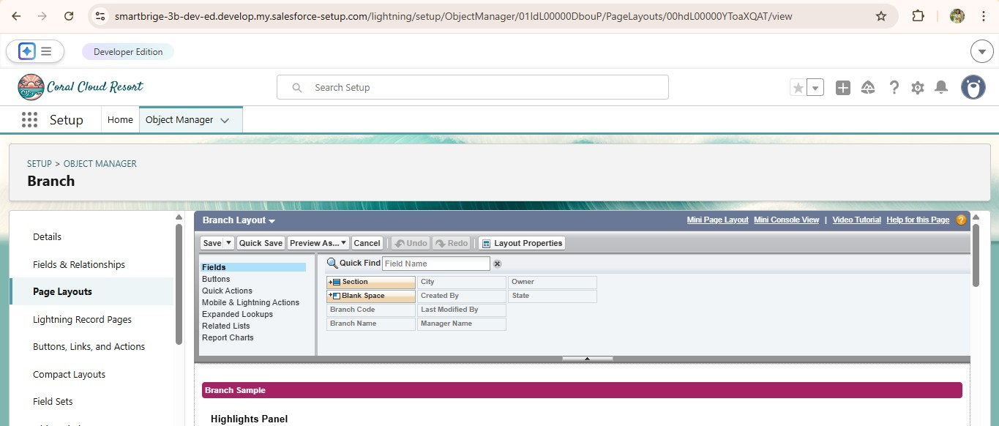 smartbrige-3b-dev-ed.develop.my.salesforce-setup.com/lightning/setup/ObjectManager/01IdL00000DbouP/PageLayouts/00hdL00000YToaXQAT/view
Developer Edition
Coral Cloud Resort
Search Setup
Setup
Home
Object Manager
SETUP > OBJECT MANAGER
Branch
Details
Fields & Relationships
Page Layouts
Lightning Record Pages
Buttons, Links, and Actions
Compact Layouts
Field Sets
Branch Layout
Mini Page Layout Mini Console View | Video Tutorial Help for this Page ?
Save Quick Save Preview As... Cancel Undo Redo Layout Properties
Fields
Buttons
Quick Actions
Mobile & Lightning Actions
Expanded Lookups
Related Lists
Report Charts
Quick Find Field Name
Section City Owner
Blank Space Created By State
Branch Code Last Modified By
Branch Name Manager Name
Branch Sample
Highlights Panel